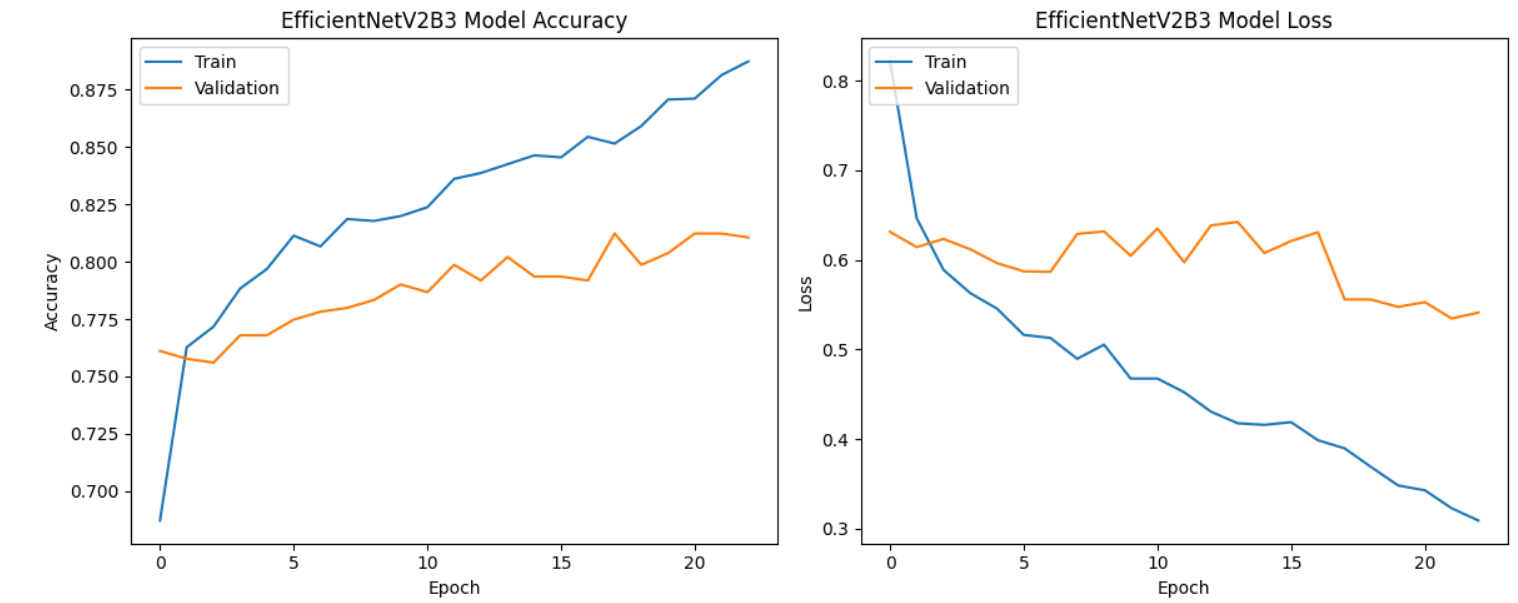 EfficientNetV2B3 Model Accuracy
Train
Validation
0.875
0.850
0.825
0.800
0.775
0.750
0.725
0.700
Accuracy
0
5
10
15
20
Epoch
EfficientNetV2B3 Model Loss
Train
Validation
0.8
0.7
0.6
0.5
0.4
0.3
Loss
0
5
10
15
20
Epoch